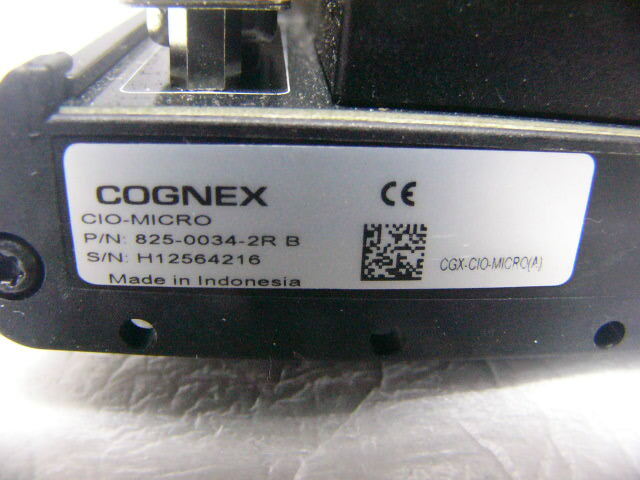 COGNEX
CE
CIO-MICRO
P/N: 825-0034-2R B
S/N: H12564216
CGX-CIO-MICRO(A)
Made in Indonesia